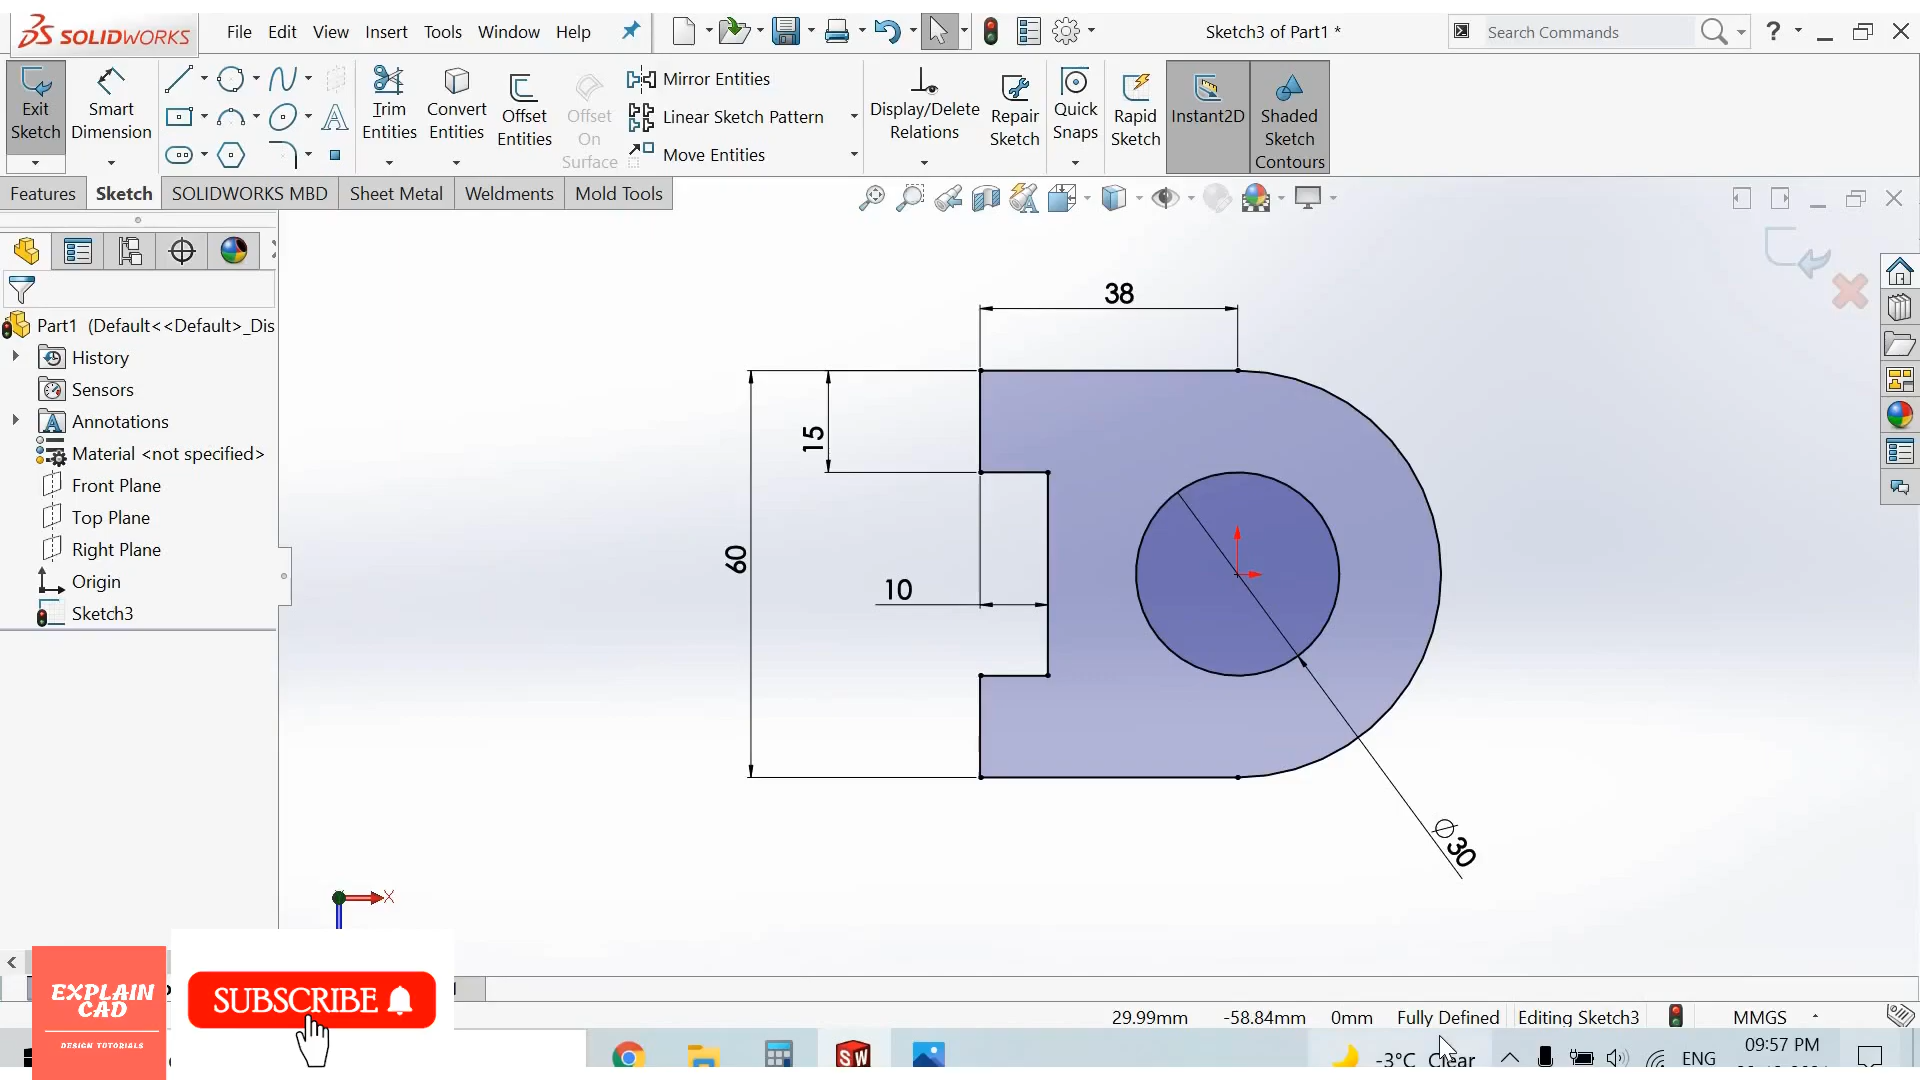 SOLIDWORKS
File Edit View Insert Tools Window Help
Sketch3 of Part1 *
Search Commands
?
Exit Sketch
Smart Dimension
Trim Entities
Convert Entities
Offset Entities
Offset On Surface
Mirror Entities
Linear Sketch Pattern
Move Entities
Display/Delete Relations
Repair Sketch
Quick Snaps
Rapid Sketch
Instant2D
Shaded Sketch Contours
Features Sketch SOLIDWORKS MBD Sheet Metal Weldments Mold Tools
Part1 (Default<<Default>_Dis
History
Sensors
Annotations
Material <not specified>
Front Plane
Top Plane
Right Plane
Origin
Sketch3
38
15
60
10
∅30
X
EXPLAIN
CAD
DESIGN TUTORIALS
SUBSCRIBE
29.99mm -58.84mm 0mm Fully Defined Editing Sketch3 MMGS
SW
-3°C Clear
ENG
09:57 PM